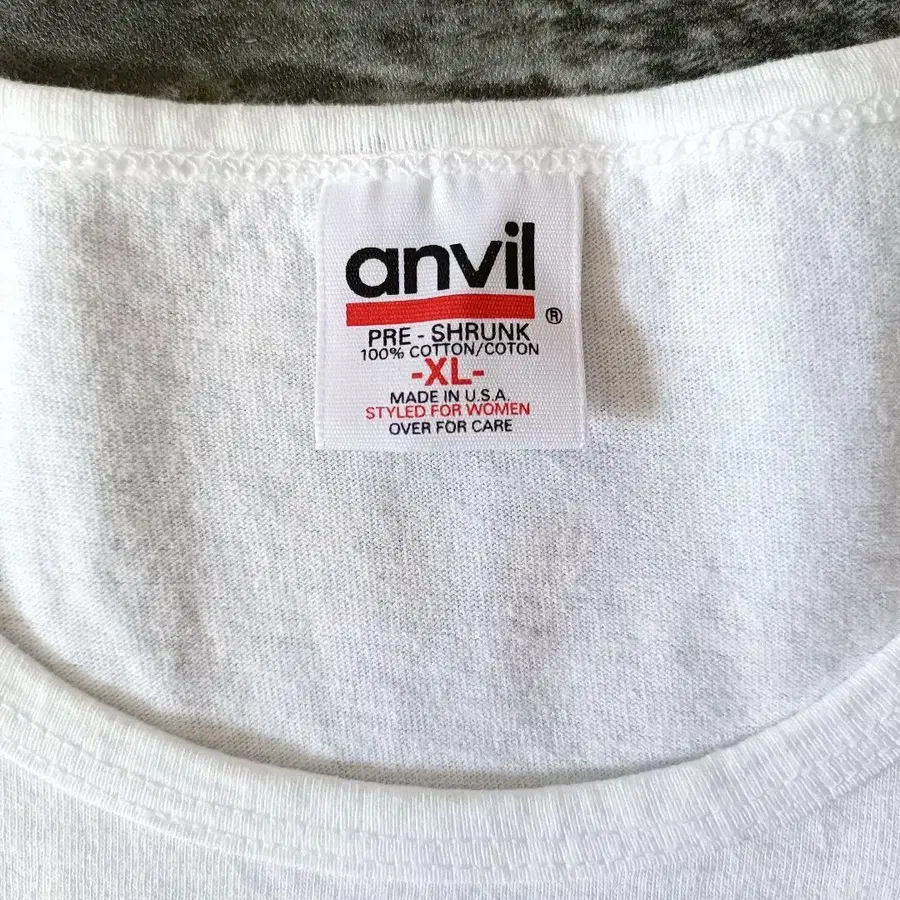 anvil
®
PRE - SHRUNK
100% COTTON/COTON
-XL-
MADE IN U.S.A.
STYLED FOR WOMEN
OVER FOR CARE